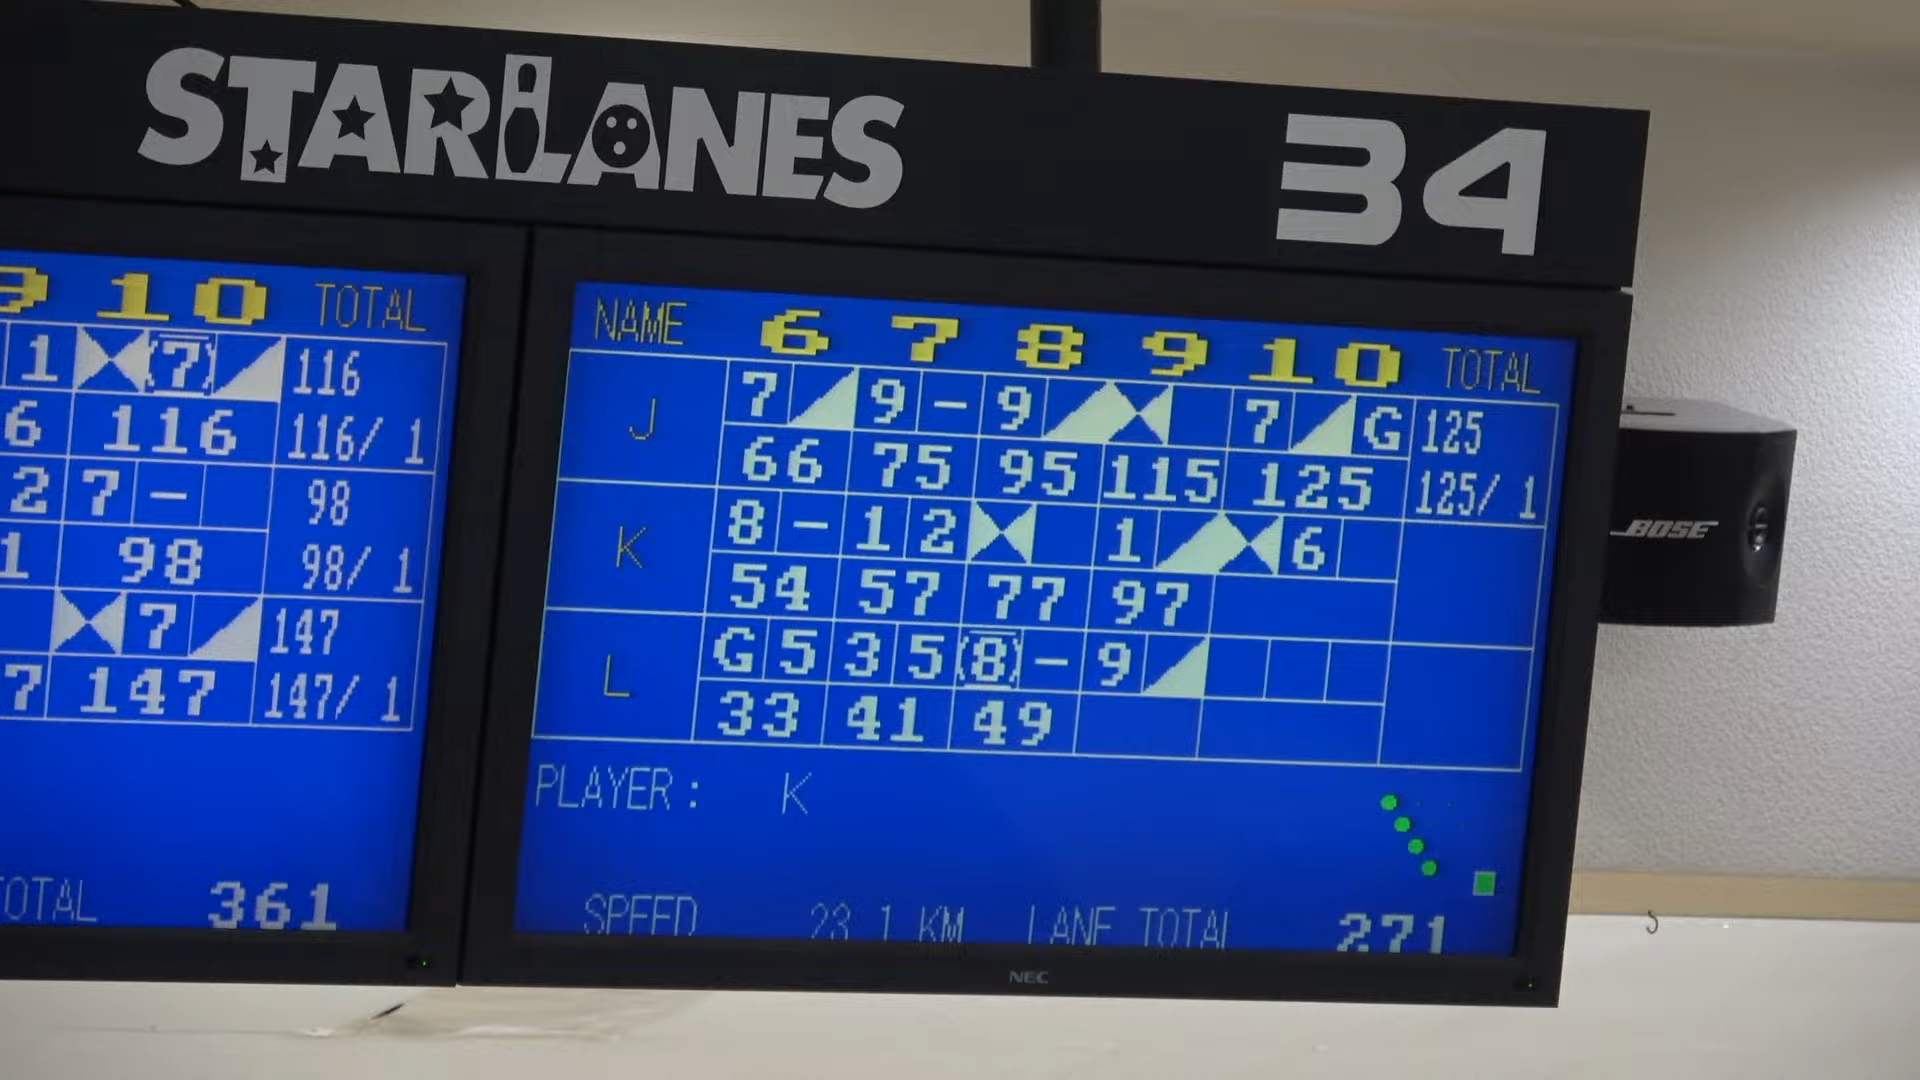 STARLANES 34
9 10 TOTAL
1 (7) 116
6 116 116/ 1
2 7 - 98
1 98 98/ 1
7 147
7 147 147/ 1
TOTAL 361
NAME 6 7 8 9 10 TOTAL
J 7 9 - 9 7 G 125
66 75 95 115 125 125/ 1
K 8 - 1 2 1 6
54 57 77 97
L G 5 3 5 (8) - 9
33 41 49
PLAYER : K
SPEED 23.1 KM LANE TOTAL 271
NEC
BOSE